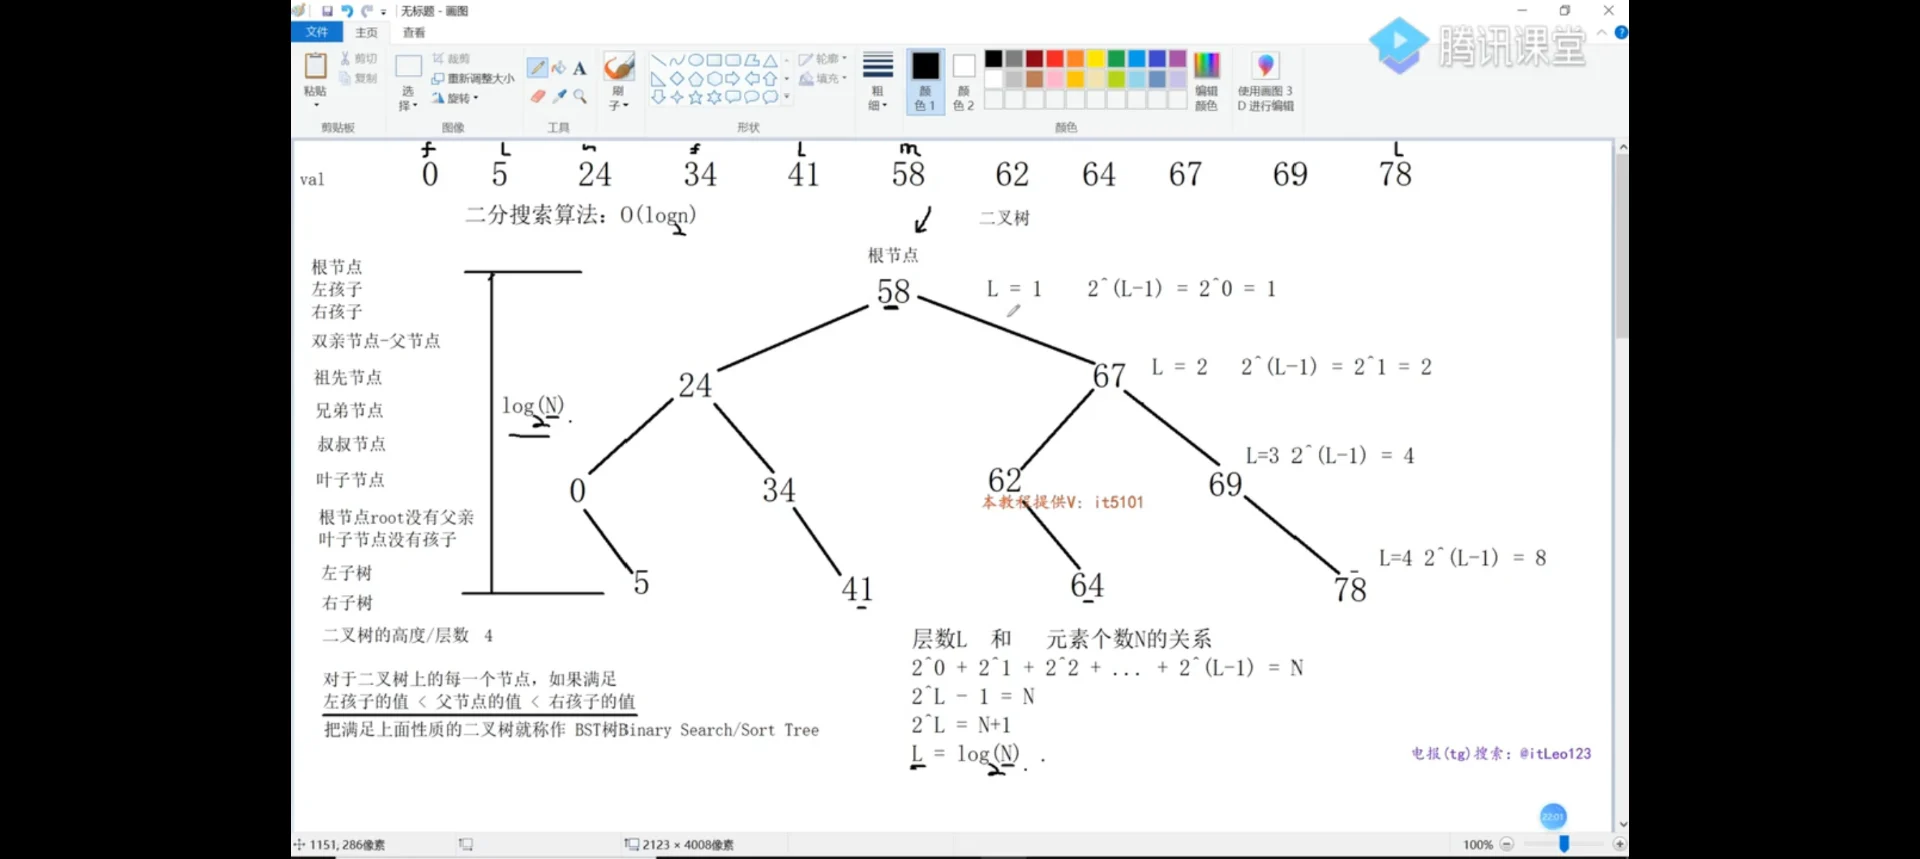 无标题 - 画图
腾讯课堂
文件 主页 查看
粘贴 剪切 复制 剪贴板
选择 裁剪 重新调整大小 旋转 图像
A 工具
刷子
轮廓 填充 形状
粗细
颜色 1 颜色 2 编辑颜色 颜色
使用画图 3D 进行编辑
f L m f L m L
val 0 5 24 34 41 58 62 64 67 69 78
二分搜索算法: O(logn)
2
二叉树
根节点
根节点
左孩子
右孩子
双亲节点-父节点
祖先节点
兄弟节点
叔叔节点
叶子节点
根节点root没有父亲
叶子节点没有孩子
左子树
右子树
二叉树的高度/层数 4
log(N)
2
58 L = 1 2^(L-1) = 2^0 = 1
24 67 L = 2 2^(L-1) = 2^1 = 2
0 34 62 69 L=3 2^(L-1) = 4
本教程提供V: it5101
5 41 64 78 L=4 2^(L-1) = 8
对于二叉树上的每一个节点, 如果满足
左孩子的值 < 父节点的值 < 右孩子的值
把满足上面性质的二叉树就称作 BST树Binary Search/Sort Tree
层数L 和 元素个数N的关系
2^0 + 2^1 + 2^2 + ... + 2^(L-1) = N
2^L - 1 = N
2^L = N+1
L = log(N)
2
电报(tg)搜索: @itLeo123
22:01
1151, 286像素 2123 × 4008像素 100%